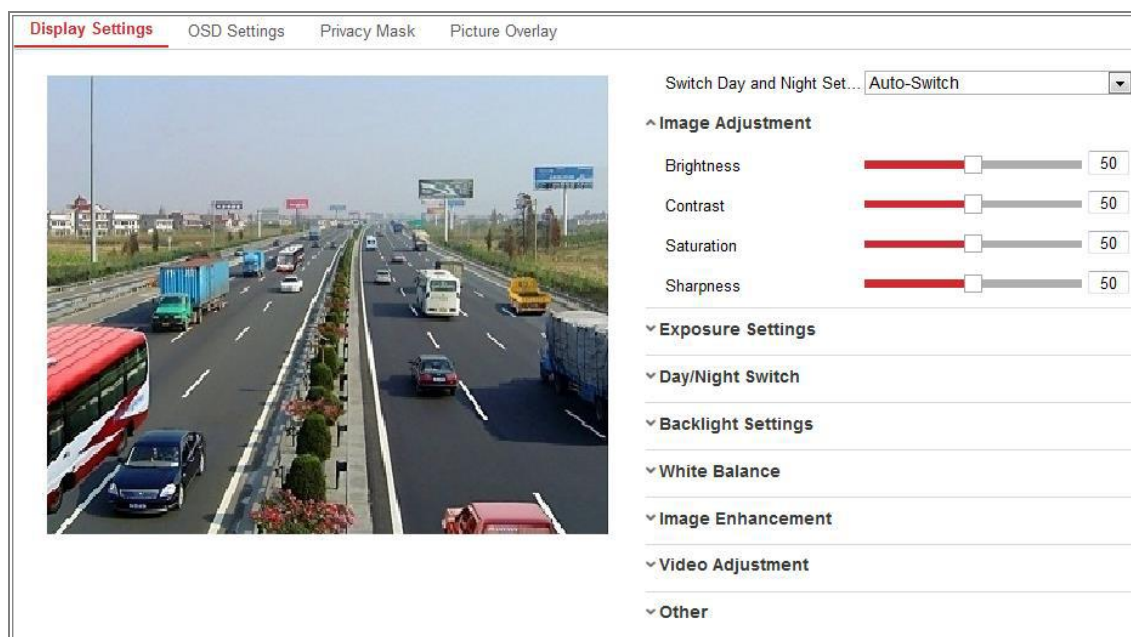 Display Settings OSD Settings Privacy Mask Picture Overlay
Switch Day and Night Set... Auto-Switch
Image Adjustment
Brightness 50
Contrast 50
Saturation 50
Sharpness 50
Exposure Settings
Day/Night Switch
Backlight Settings
White Balance
Image Enhancement
Video Adjustment
Other